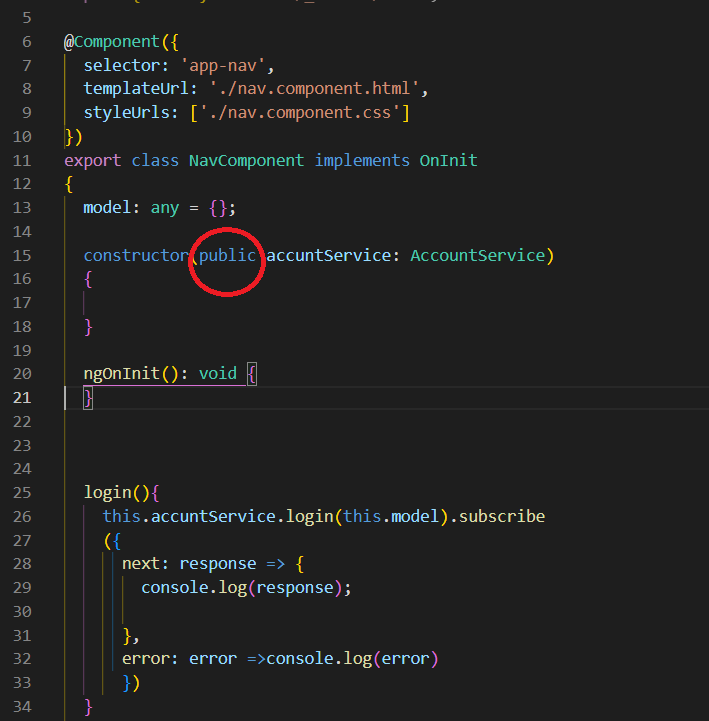 5
6 @Component({
7 selector: 'app-nav',
8 templateUrl: './nav.component.html',
9 styleUrls: ['./nav.component.css']
10 })
11 export class NavComponent implements OnInit
12 {
13 model: any = {};
14
15 constructor(public accuntService: AccountService)
16 {
17
18 }
19
20 ngOnInit(): void {
21 }
22
23
24
25 login(){
26 this.accuntService.login(this.model).subscribe
27 ({
28 next: response => {
29 console.log(response);
30
31 },
32 error: error =>console.log(error)
33 })
34 }